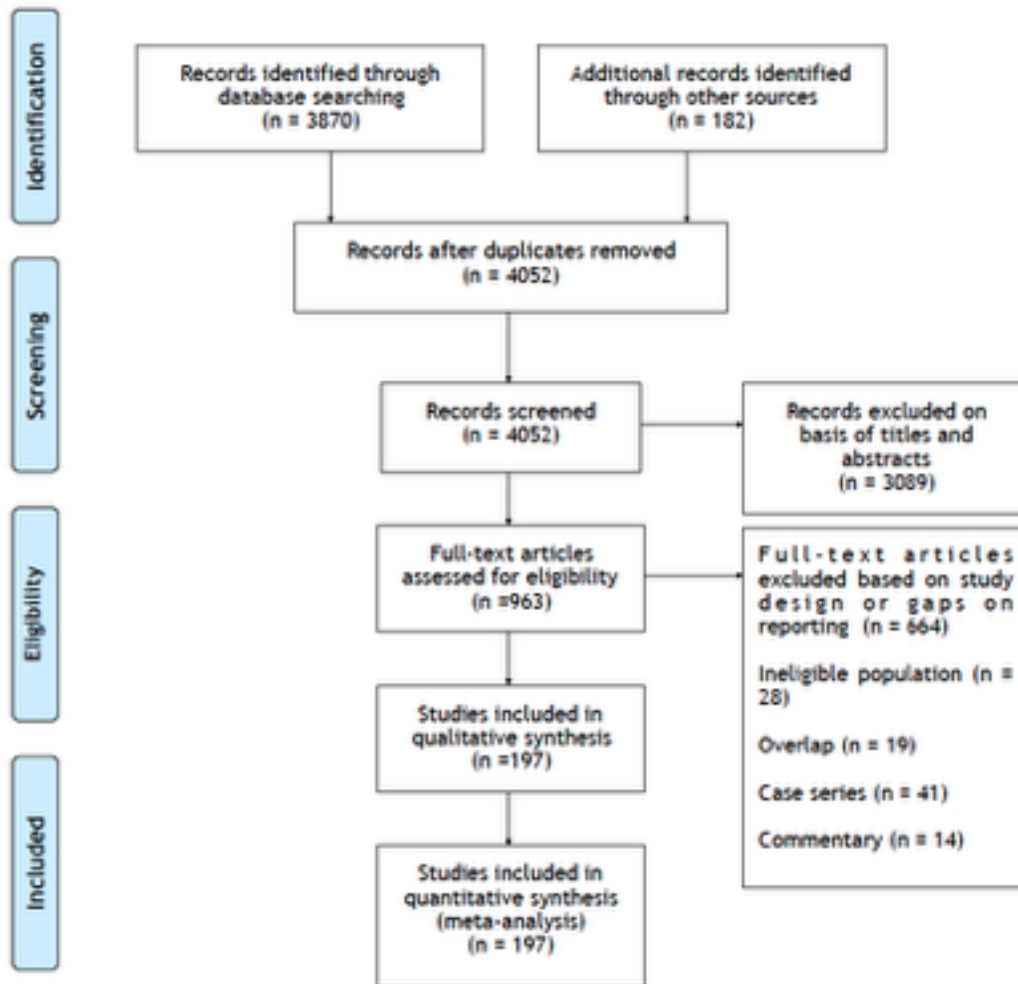 Identification
Records identified through
database searching
(n = 3870)
Additional records identified
through other sources
(n = 182)
Records after duplicates removed
(n = 4052)
Screening
Records screened
(n = 4052)
Records excluded on
basis of titles and
abstracts
(n = 3089)
Eligibility
Full-text articles
assessed for eligibility
(n =963)
Full-text articles
excluded based on study
design or gaps on
reporting (n = 664)
Ineligible population (n =
28)
Overlap (n = 19)
Case series (n = 41)
Commentary (n = 14)
Studies included in
qualitative synthesis
(n =197)
Included
Studies included in
quantitative synthesis
(meta-analysis)
(n = 197)